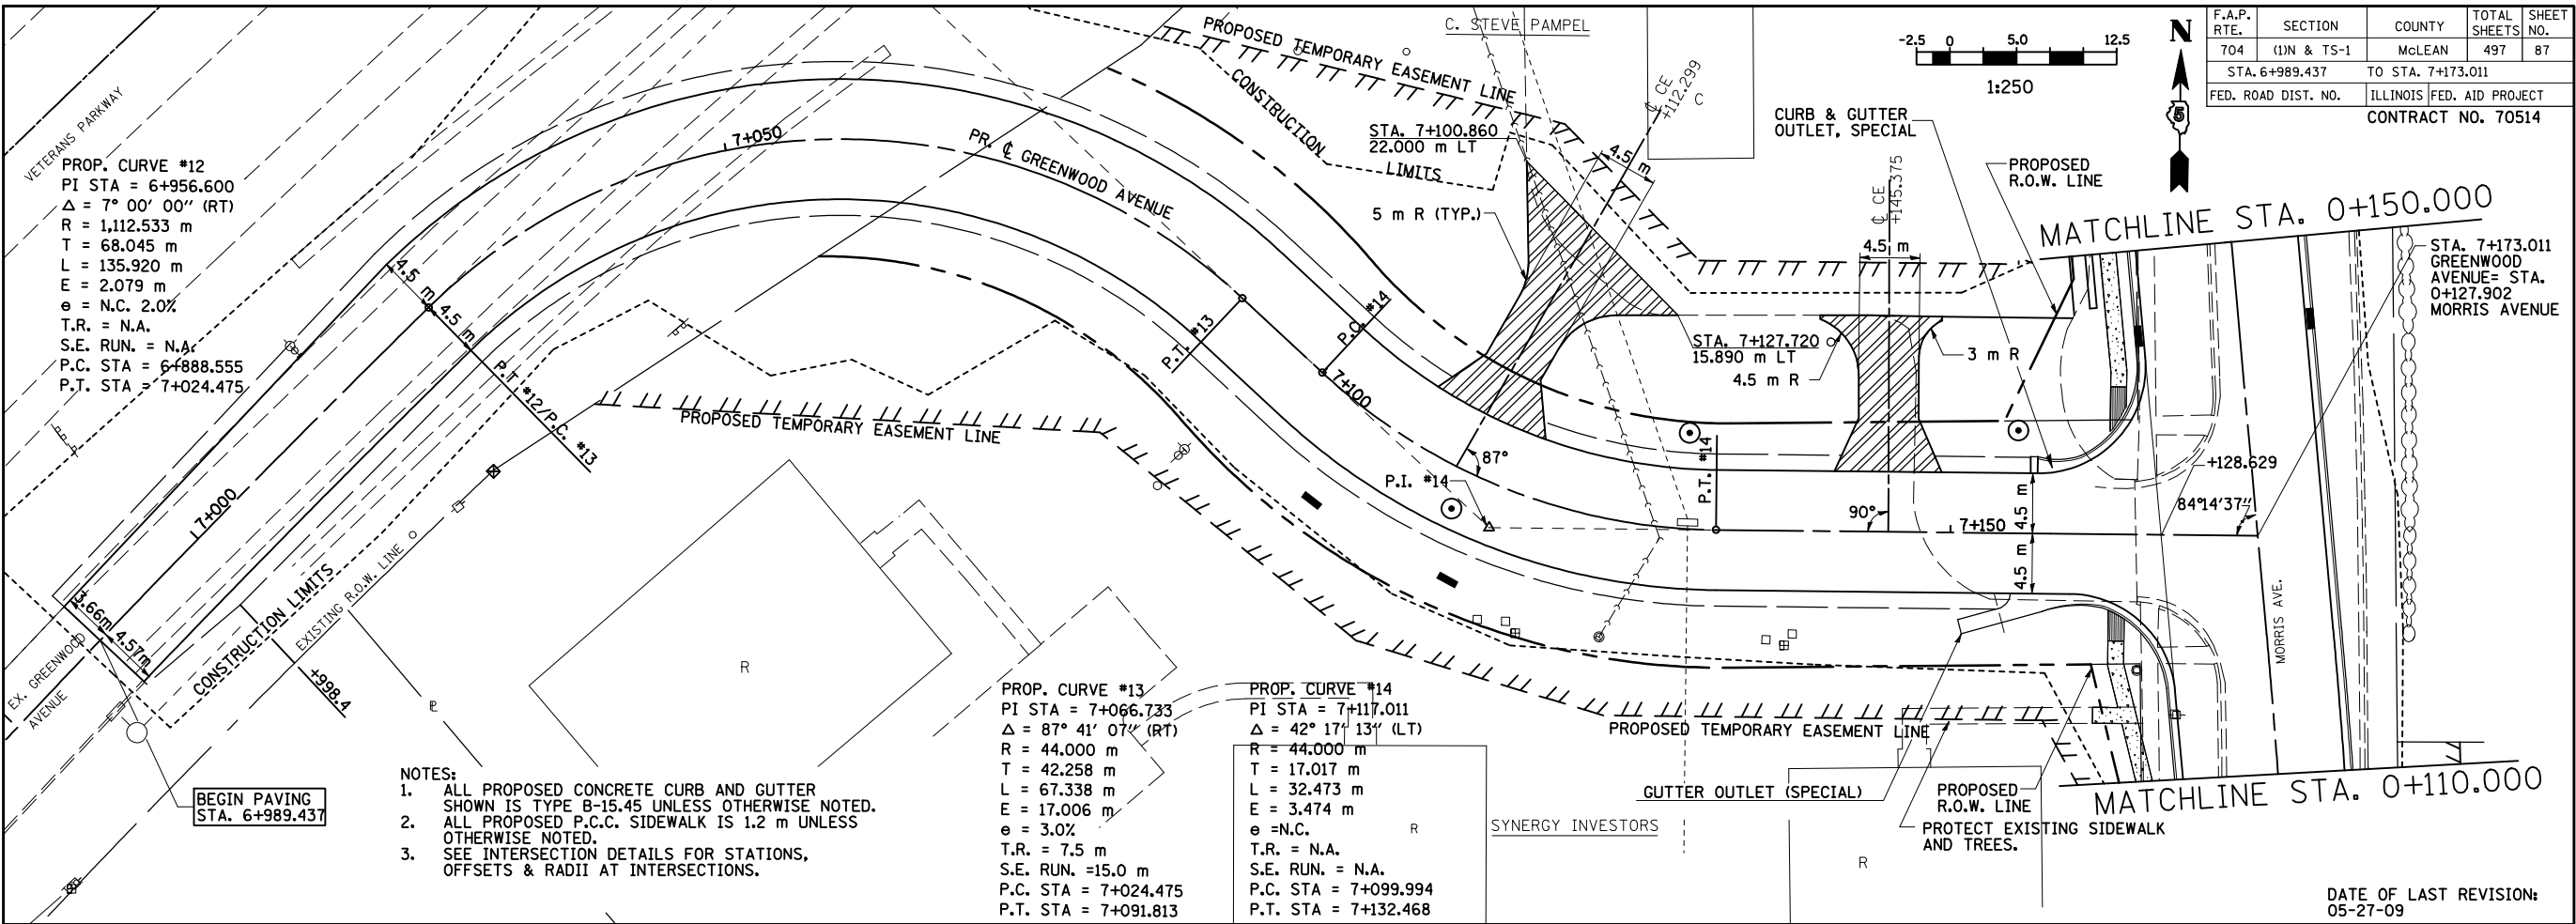 F.A.P. RTE. SECTION COUNTY TOTAL SHEETS SHEET NO.
704 (1)N & TS-1 McLEAN 497 87
STA. 6+989.437 TO STA. 7+173.011
FED. ROAD DIST. NO. ILLINOIS FED. AID PROJECT
CONTRACT NO. 70514
N
5
-2.5 0 5.0 12.5
1:250
VETERANS PARKWAY
PROP. CURVE #12
PI STA = 6+956.600
Δ = 7° 00' 00'' (RT)
R = 1,112.533 m
T = 68.045 m
L = 135.920 m
E = 2.079 m
e = N.C. 2.0%
T.R. = N.A.
S.E. RUN. = N.A.
P.C. STA = 6+888.555
P.T. STA = 7+024.475
7+050
PR. ℄ GREENWOOD AVENUE
PROPOSED TEMPORARY EASEMENT LINE
CONSTRUCTION
LIMITS
C. STEVE PAMPEL
STA. 7+100.860
22.000 m LT
5 m R (TYP.)
℄ CE
+112.299
C
4.5 m
CURB & GUTTER
OUTLET, SPECIAL
℄ CE
+145.375
4.5 m
PROPOSED
R.O.W. LINE
MATCHLINE STA. 0+150.000
STA. 7+173.011
GREENWOOD
AVENUE= STA.
0+127.902
MORRIS AVENUE
4.5 m
4.5 m
P.T. #12/P.C. #13
P.T. #13
P.C. #14
7+100
STA. 7+127.720
15.890 m LT
4.5 m R
3 m R
87°
P.I. #14
P.T. #14
90°
7+150
4.5 m
4.5 m
+128.629
84°14'37''
MORRIS AVE.
PROPOSED TEMPORARY EASEMENT LINE
7+000
3.66m
4.57m
CONSTRUCTION LIMITS
EXISTING R.O.W. LINE
EX. GREENWOOD
AVENUE
+998.4
R
BEGIN PAVING
STA. 6+989.437
NOTES:
1. ALL PROPOSED CONCRETE CURB AND GUTTER
SHOWN IS TYPE B-15.45 UNLESS OTHERWISE NOTED.
2. ALL PROPOSED P.C.C. SIDEWALK IS 1.2 m UNLESS
OTHERWISE NOTED.
3. SEE INTERSECTION DETAILS FOR STATIONS,
OFFSETS & RADII AT INTERSECTIONS.
PROP. CURVE #13
PI STA = 7+066.733
Δ = 87° 41' 07'' (RT)
R = 44.000 m
T = 42.258 m
L = 67.338 m
E = 17.006 m
e = 3.0%
T.R. = 7.5 m
S.E. RUN. =15.0 m
P.C. STA = 7+024.475
P.T. STA = 7+091.813
PROP. CURVE #14
PI STA = 7+117.011
Δ = 42° 17' 13'' (LT)
R = 44.000 m
T = 17.017 m
L = 32.473 m
E = 3.474 m
e =N.C.
T.R. = N.A.
S.E. RUN. = N.A.
P.C. STA = 7+099.994
P.T. STA = 7+132.468
R
SYNERGY INVESTORS
PROPOSED TEMPORARY EASEMENT LINE
GUTTER OUTLET (SPECIAL)
R
PROPOSED
R.O.W. LINE
PROTECT EXISTING SIDEWALK
AND TREES.
MATCHLINE STA. 0+110.000
DATE OF LAST REVISION:
05-27-09